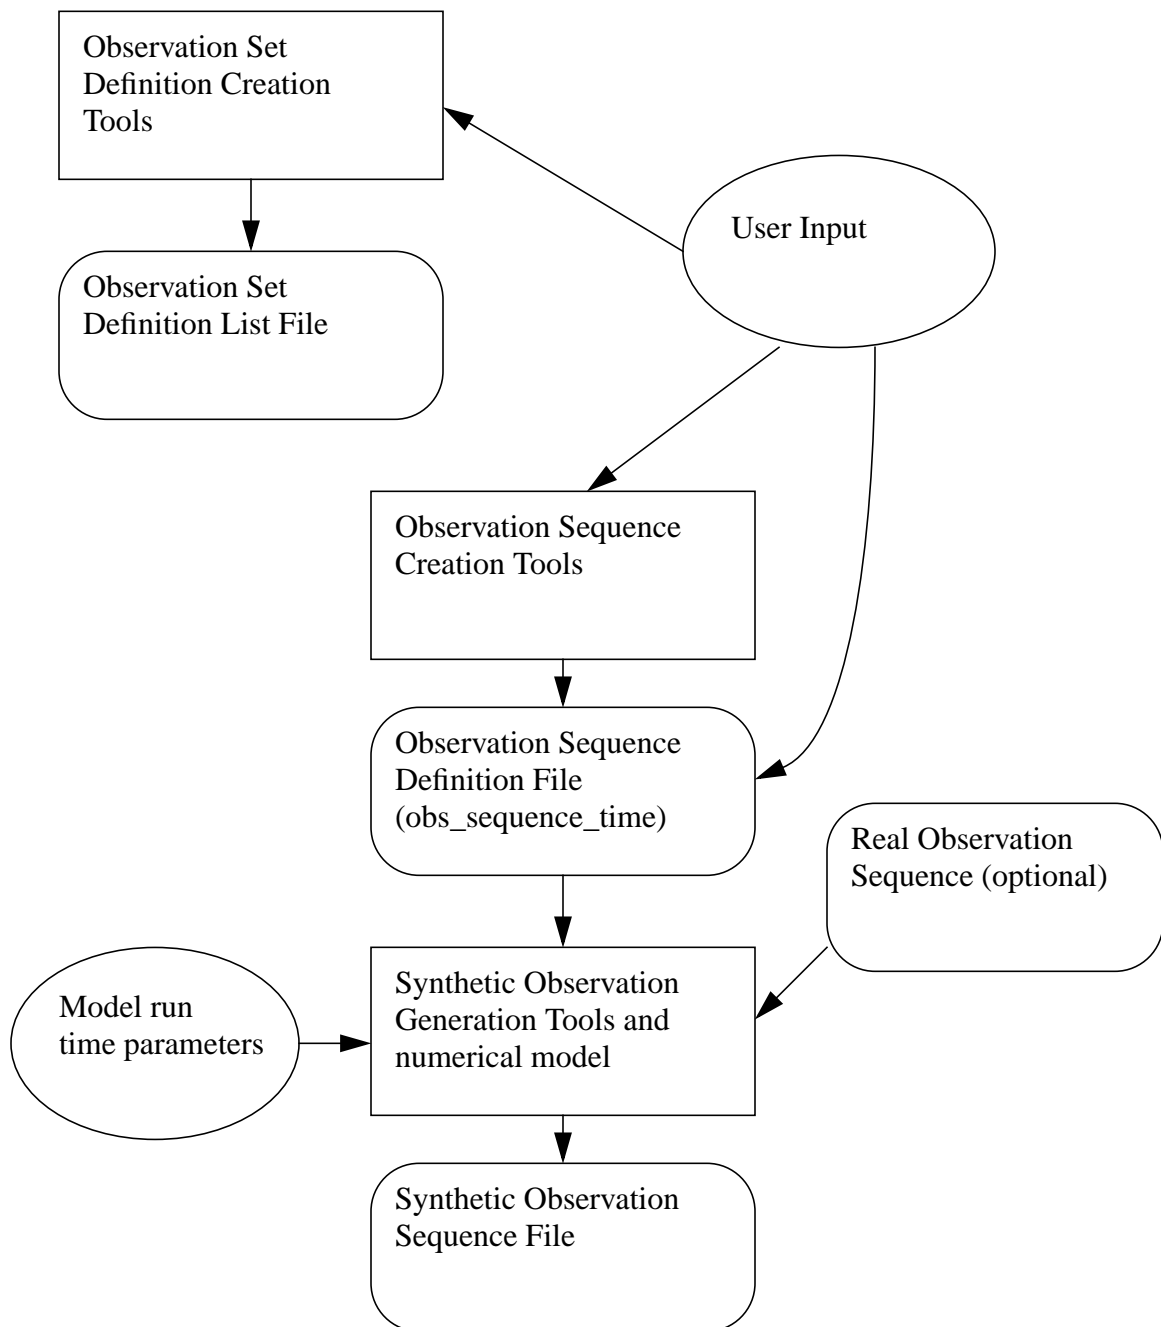 Observation Set
Definition Creation
Tools
User Input
Observation Set
Definition List File
Observation Sequence
Creation Tools
Observation Sequence
Definition File
(obs_sequence_time)
Real Observation
Sequence (optional)
Model run
time parameters
Synthetic Observation
Generation Tools and
numerical model
Synthetic Observation
Sequence File